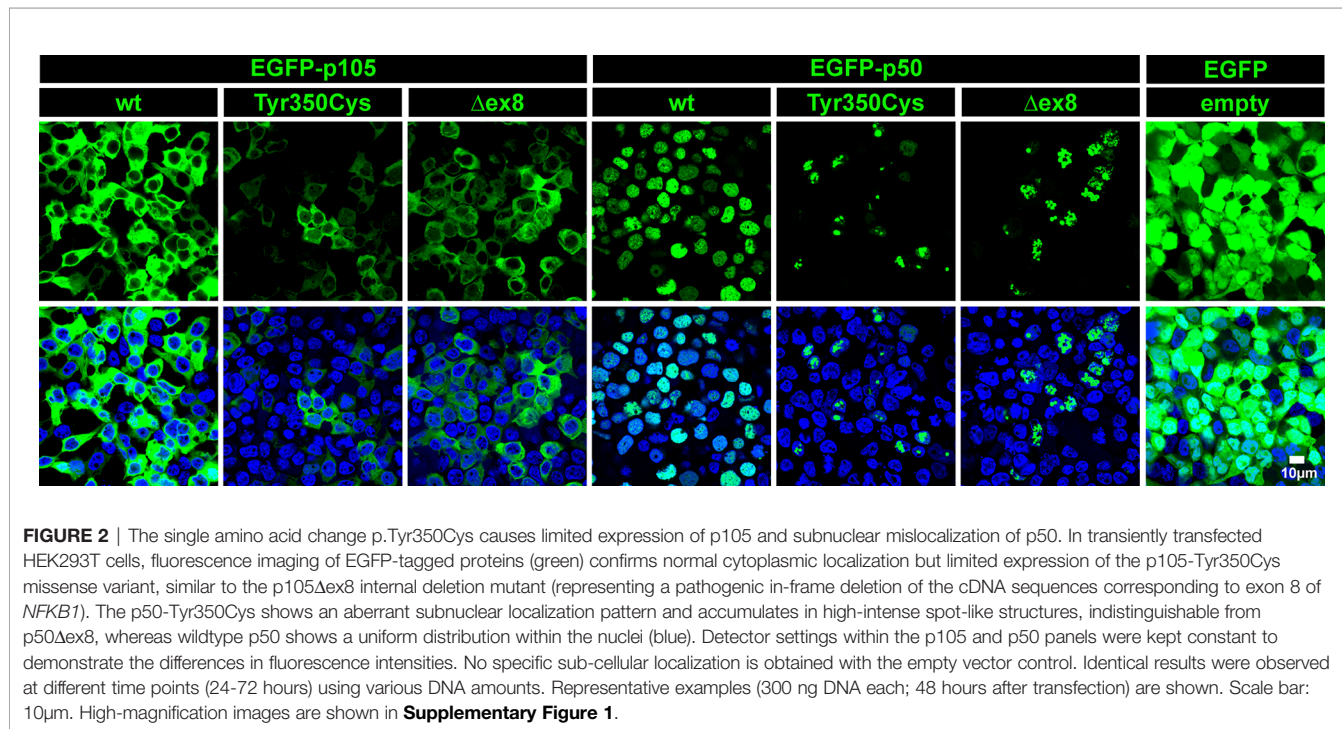 EGFP-p105 EGFP-p50 EGFP
wt Tyr350Cys Δex8 wt Tyr350Cys Δex8 empty
10µm
FIGURE 2 | The single amino acid change p.Tyr350Cys causes limited expression of p105 and subnuclear mislocalization of p50. In transiently transfected
HEK293T cells, fluorescence imaging of EGFP-tagged proteins (green) confirms normal cytoplasmic localization but limited expression of the p105-Tyr350Cys
missense variant, similar to the p105Δex8 internal deletion mutant (representing a pathogenic in-frame deletion of the cDNA sequences corresponding to exon 8 of
NFKB1). The p50-Tyr350Cys shows an aberrant subnuclear localization pattern and accumulates in high-intense spot-like structures, indistinguishable from
p50Δex8, whereas wildtype p50 shows a uniform distribution within the nuclei (blue). Detector settings within the p105 and p50 panels were kept constant to
demonstrate the differences in fluorescence intensities. No specific sub-cellular localization is obtained with the empty vector control. Identical results were observed
at different time points (24-72 hours) using various DNA amounts. Representative examples (300 ng DNA each; 48 hours after transfection) are shown. Scale bar:
10µm. High-magnification images are shown in Supplementary Figure 1.